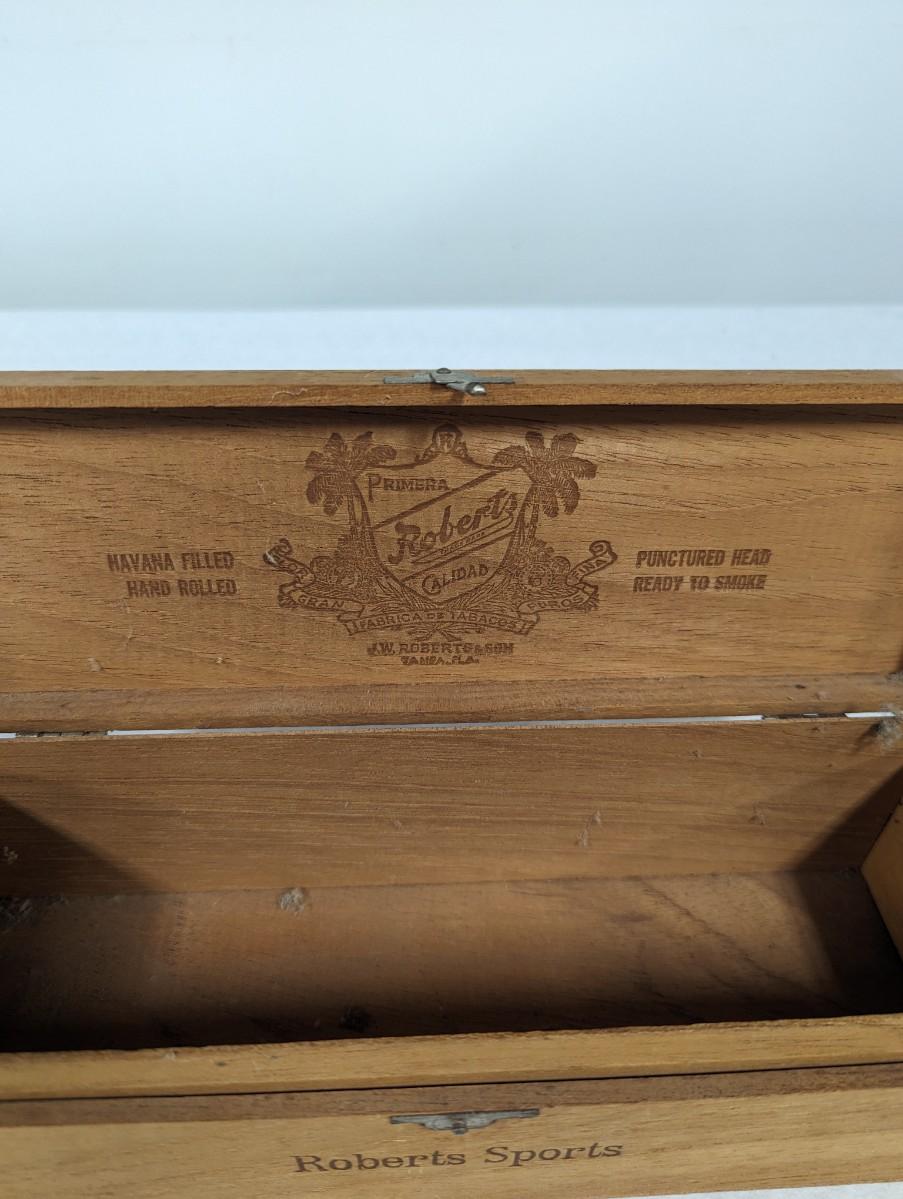 R
PRIMERA
Roberts
CALIDAD
HAVANA FILLED
HAND ROLLED
PUNCTURED HEAD
READY TO SMOKE
GRAN
FABRICA DE TABACOS
J.W. ROBERTS & SON
TAMPA, FLA.
Roberts Sports